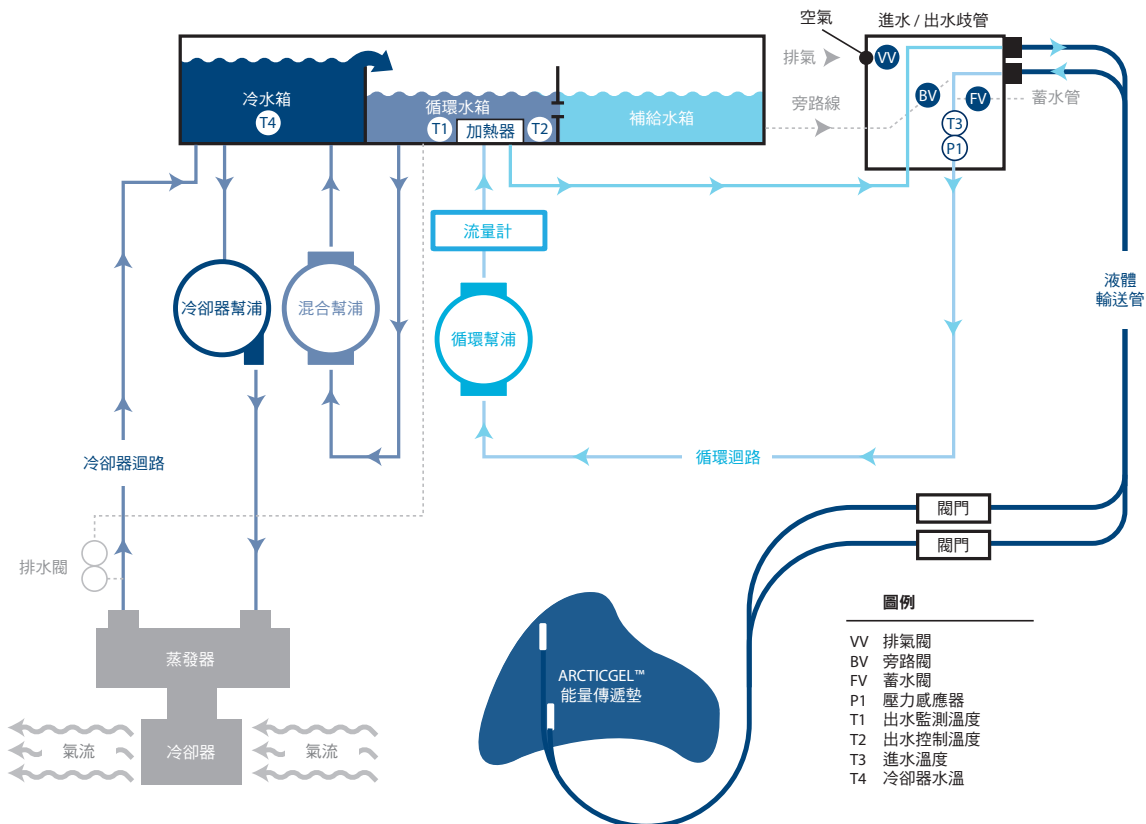 空氣
進水 / 出水歧管
排氣
VV
冷水箱
T4
循環水箱
T1
加熱器
T2
補給水箱
旁路線
BV
FV
蓄水管
T3
P1
流量計
冷卻器幫浦
混合幫浦
循環幫浦
液體
輸送管
冷卻器迴路
循環迴路
閥門
閥門
排水閥
蒸發器
冷卻器
氣流
氣流
ARCTICGEL™
能量傳遞墊
圖例
VV 排氣閥
BV 旁路閥
FV 蓄水閥
P1 壓力感應器
T1 出水監測溫度
T2 出水控制溫度
T3 進水溫度
T4 冷卻器水溫